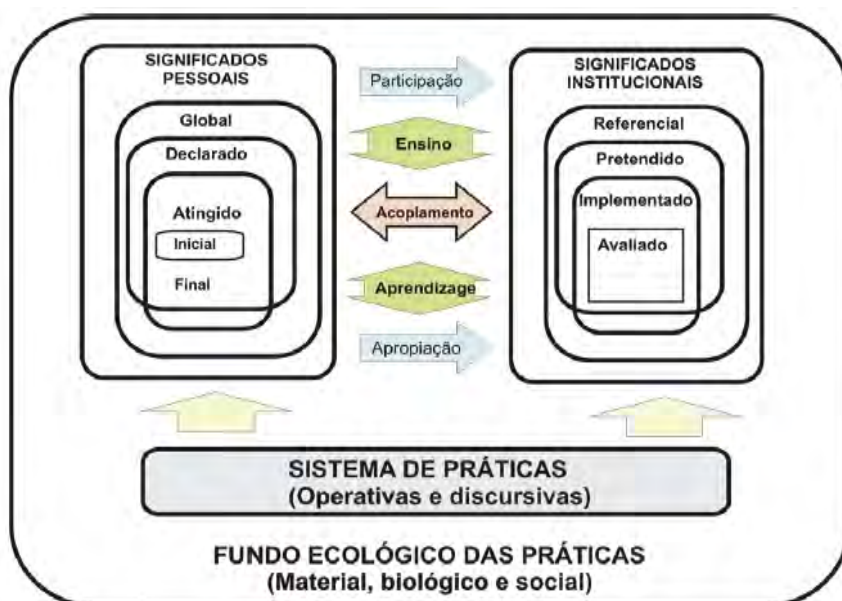 SIGNIFICADOS
PESSOAIS
Global
Declarado
Atingido
Inicial
Final
Participação
Ensino
Acoplamento
Aprendizage
Apropiação
SIGNIFICADOS
INSTITUCIONAIS
Referencial
Pretendido
Implementado
Avaliado
SISTEMA DE PRÁTICAS
(Operativas e discursivas)
FUNDO ECOLÓGICO DAS PRÁTICAS
(Material, biológico e social)